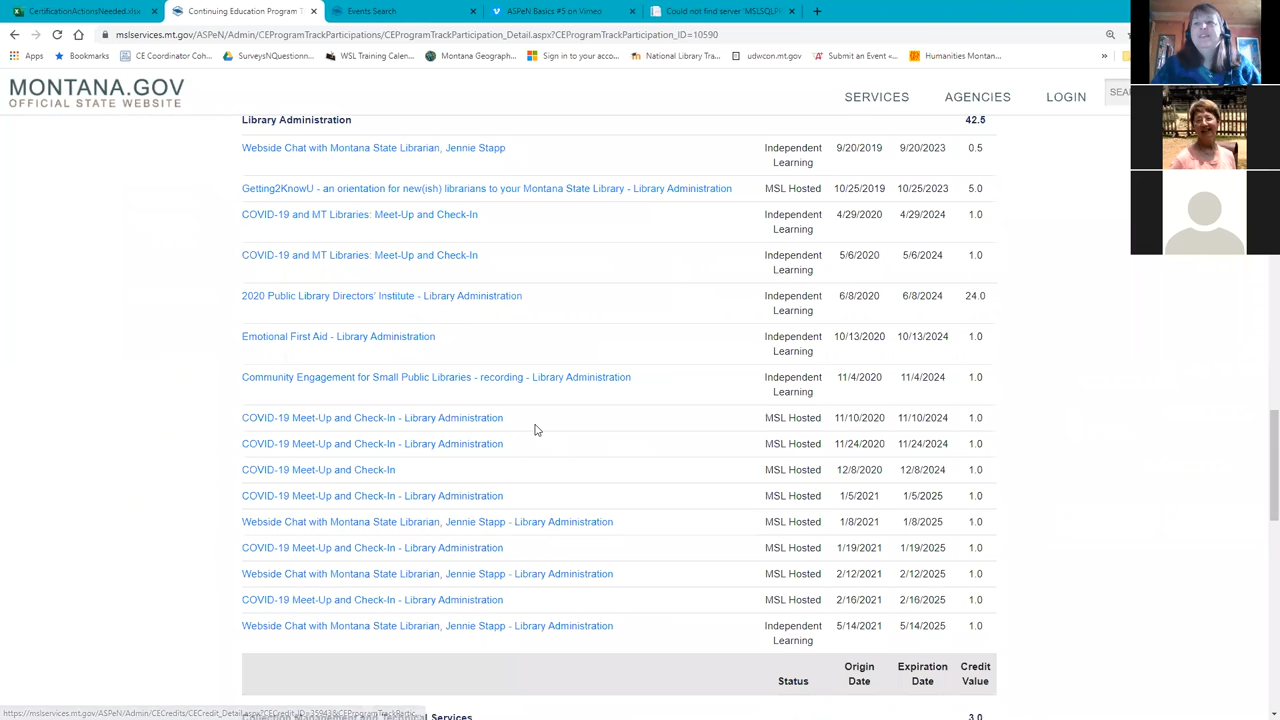 CertificationActionsNeeded.xlsx
Continuing Education Program T
Events Search
ASPeN Basics #5 on Vimeo
Could not find server 'MSLSQLP
mslservices.mt.gov/ASPeN/Admin/CEProgramTrackParticipations/CEProgramTrackParticipation_Detail.aspx?CEProgramTrackParticipation_ID=10590
Apps Bookmarks CE Coordinator Coh... SurveysNQuestionn... WSL Training Calen... Montana Geograph... Sign in to your acco... National Library Tra... udwcon.mt.gov Submit an Event «... Humanities Montan... »
MONTANA.GOV
OFFICIAL STATE WEBSITE
SERVICES AGENCIES LOGIN SEA
Library Administration 42.5
Webside Chat with Montana State Librarian, Jennie Stapp Independent Learning 9/20/2019 9/20/2023 0.5
Getting2KnowU - an orientation for new(ish) librarians to your Montana State Library - Library Administration MSL Hosted 10/25/2019 10/25/2023 5.0
COVID-19 and MT Libraries: Meet-Up and Check-In Independent Learning 4/29/2020 4/29/2024 1.0
COVID-19 and MT Libraries: Meet-Up and Check-In Independent Learning 5/6/2020 5/6/2024 1.0
2020 Public Library Directors' Institute - Library Administration Independent Learning 6/8/2020 6/8/2024 24.0
Emotional First Aid - Library Administration Independent Learning 10/13/2020 10/13/2024 1.0
Community Engagement for Small Public Libraries - recording - Library Administration Independent Learning 11/4/2020 11/4/2024 1.0
COVID-19 Meet-Up and Check-In - Library Administration MSL Hosted 11/10/2020 11/10/2024 1.0
COVID-19 Meet-Up and Check-In - Library Administration MSL Hosted 11/24/2020 11/24/2024 1.0
COVID-19 Meet-Up and Check-In MSL Hosted 12/8/2020 12/8/2024 1.0
COVID-19 Meet-Up and Check-In - Library Administration MSL Hosted 1/5/2021 1/5/2025 1.0
Webside Chat with Montana State Librarian, Jennie Stapp - Library Administration MSL Hosted 1/8/2021 1/8/2025 1.0
COVID-19 Meet-Up and Check-In - Library Administration MSL Hosted 1/19/2021 1/19/2025 1.0
Webside Chat with Montana State Librarian, Jennie Stapp - Library Administration MSL Hosted 2/12/2021 2/12/2025 1.0
COVID-19 Meet-Up and Check-In - Library Administration MSL Hosted 2/16/2021 2/16/2025 1.0
Webside Chat with Montana State Librarian, Jennie Stapp - Library Administration Independent Learning 5/14/2021 5/14/2025 1.0
Status Origin Date Expiration Date Credit Value
https://mslservices.mt.gov/ASPeN/Admin/CECredits/CECredit_Detail.aspx?CECredit_ID=35943&CEProgramTrackPartic...
Services 3.0